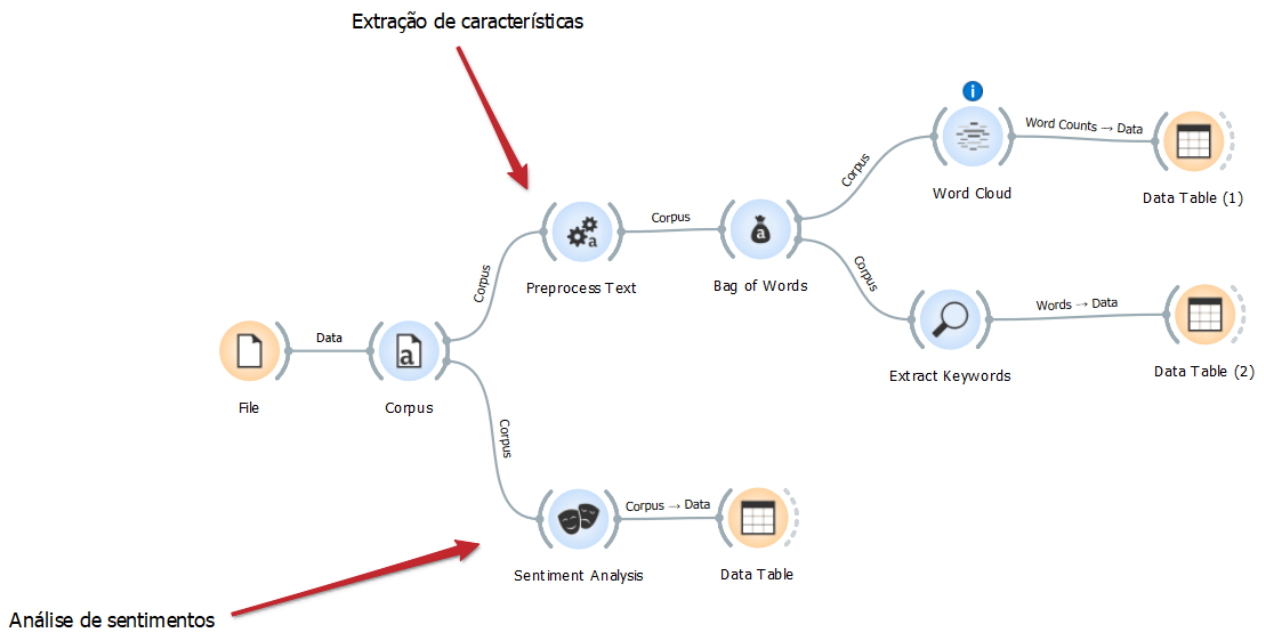 Extração de característicias
Word Counts → Data
Corpus
Word Cloud
Data Table (1)
Corpus
Corpus
Preprocess Text
Bag of Words
Corpus
Words → Data
Data
Extract Keywords
Data Table (2)
File
Corpus
Corpus
Corpus → Data
Sentiment Analysis
Data Table
Análise de sentimentos